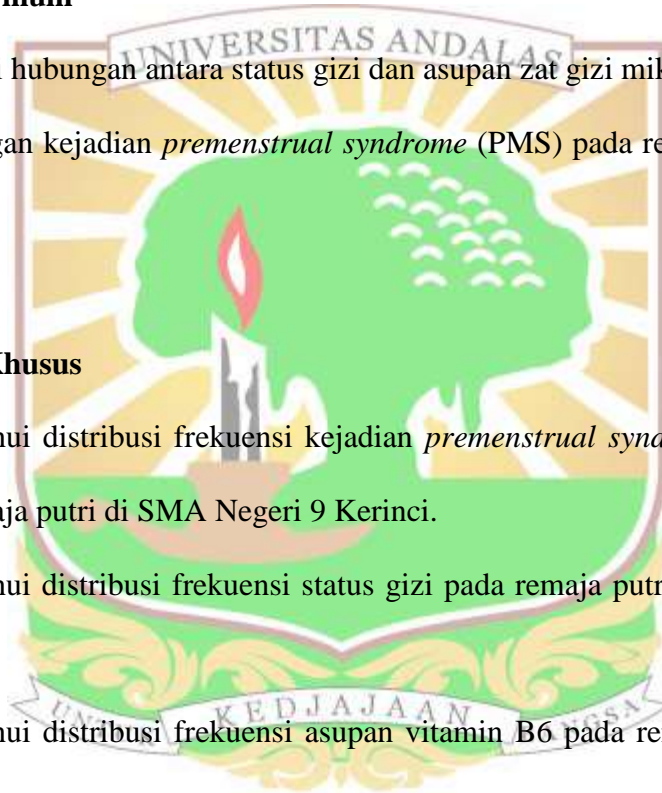 UNIVERSITAS ANDALAS
hubungan antara status gizi dan asupan zat gizi mik
gan kejadian premenstrual syndrome (PMS) pada re
Khusus
hui distribusi frekuensi kejadian premenstrual synd
aja putri di SMA Negeri 9 Kerinci.
hui distribusi frekuensi status gizi pada remaja putr
KEDJAJAAN
hui distribusi frekuensi asupan vitamin B6 pada re